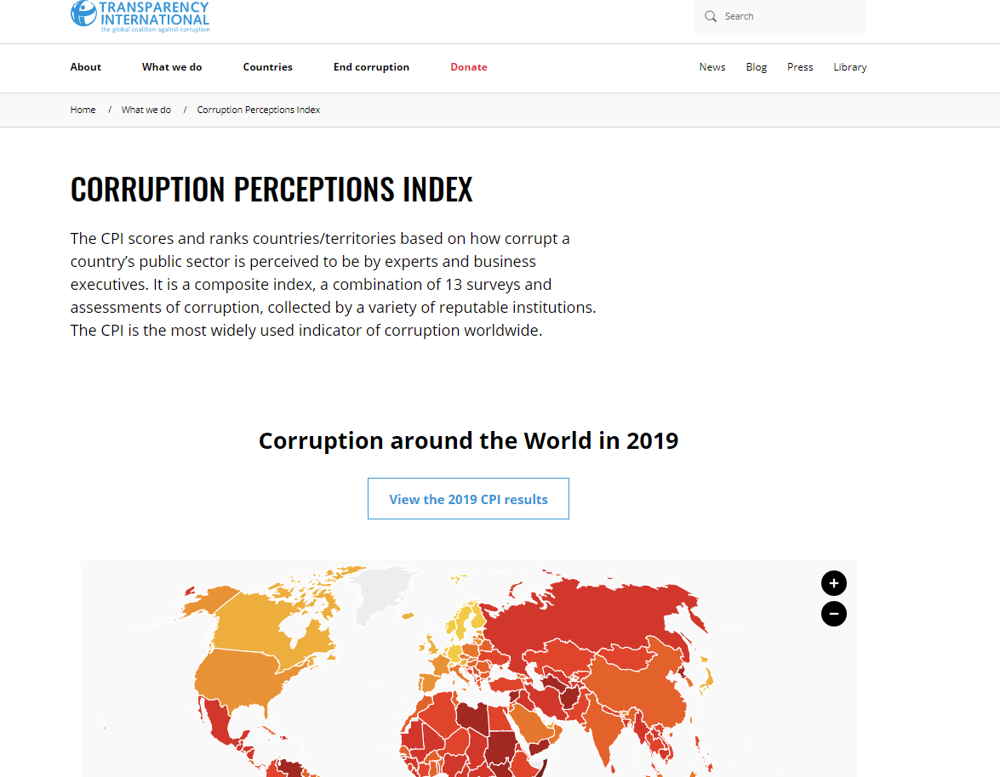 TRANSPARENCY
INTERNATIONAL
the global coalition against corruption
Search
About What we do Countries End corruption Donate News Blog Press Library
Home / What we do / Corruption Perceptions Index
CORRUPTION PERCEPTIONS INDEX
The CPI scores and ranks countries/territories based on how corrupt a
country’s public sector is perceived to be by experts and business
executives. It is a composite index, a combination of 13 surveys and
assessments of corruption, collected by a variety of reputable institutions.
The CPI is the most widely used indicator of corruption worldwide.
Corruption around the World in 2019
View the 2019 CPI results
+
−